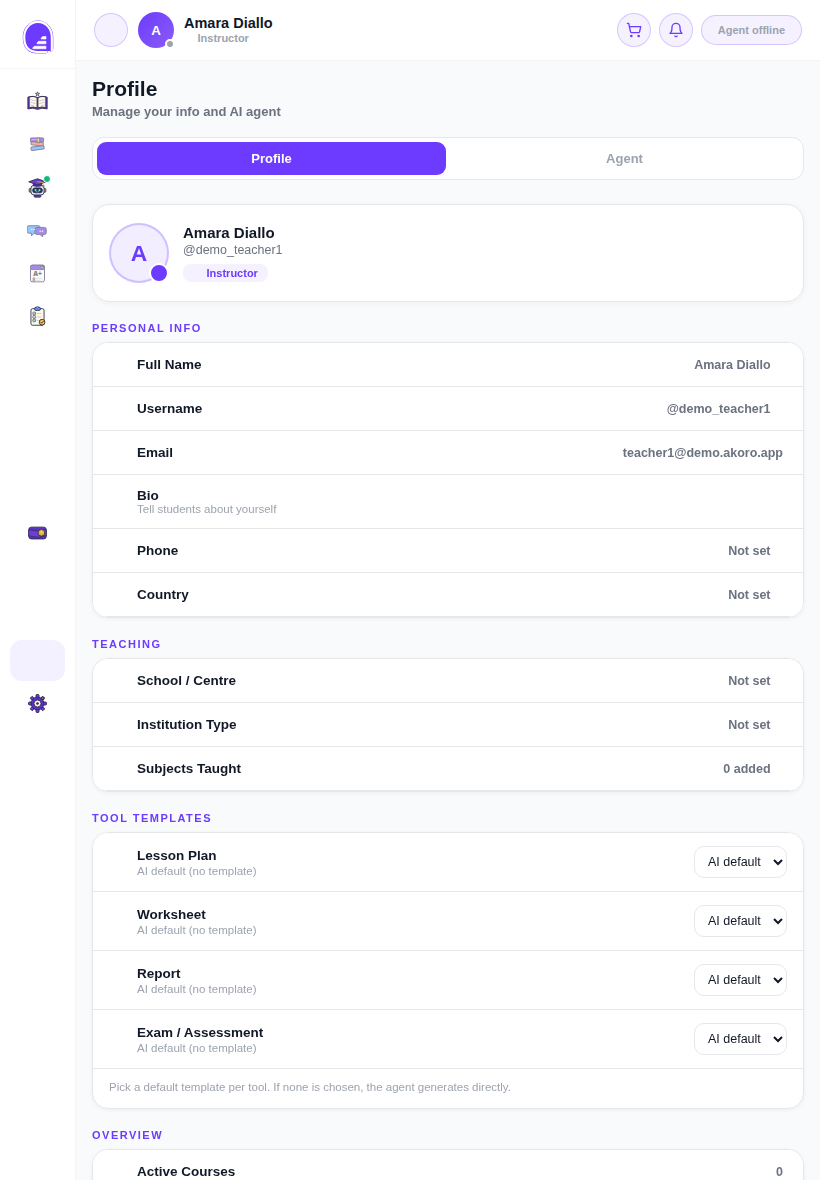 A
Amara Diallo
Instructor
Agent offline
Profile
Manage your info and AI agent
Profile
Agent
A
Amara Diallo
@demo_teacher1
Instructor
PERSONAL INFO
Full Name
Amara Diallo
Username
@demo_teacher1
Email
teacher1@demo.akoro.app
Bio
Tell students about yourself
Phone
Not set
Country
Not set
TEACHING
School / Centre
Not set
Institution Type
Not set
Subjects Taught
0 added
TOOL TEMPLATES
Lesson Plan
AI default (no template)
AI default
Worksheet
AI default (no template)
AI default
Report
AI default (no template)
AI default
Exam / Assessment
AI default (no template)
AI default
Pick a default template per tool. If none is chosen, the agent generates directly.
OVERVIEW
Active Courses
0